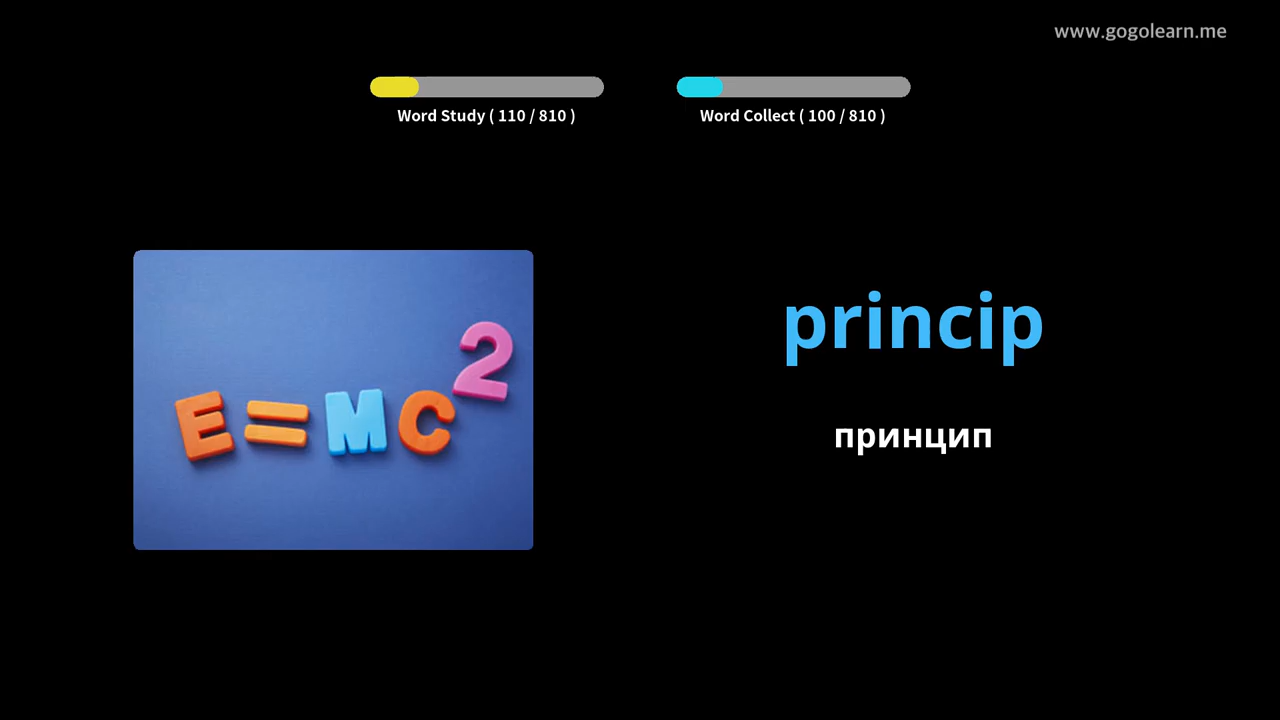 www.gogolearn.me
Word Study ( 110 / 810 )
Word Collect ( 100 / 810 )
E=MC2
princip
принцип